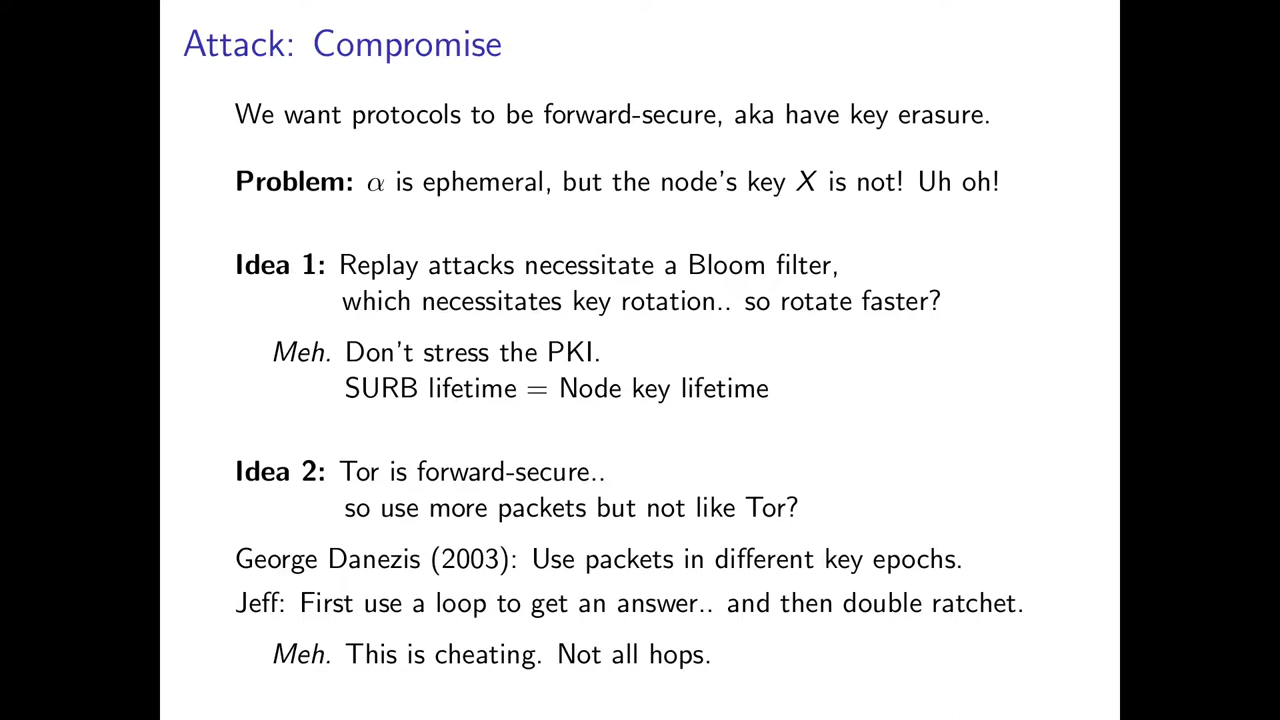 Attack: Compromise
We want protocols to be forward-secure, aka have key erasure.
Problem: α is ephemeral, but the node's key X is not! Uh oh!
Idea 1: Replay attacks necessitate a Bloom filter,
which necessitates key rotation.. so rotate faster?
Meh. Don't stress the PKI.
SURB lifetime = Node key lifetime
Idea 2: Tor is forward-secure..
so use more packets but not like Tor?
George Danezis (2003): Use packets in different key epochs.
Jeff: First use a loop to get an answer.. and then double ratchet.
Meh. This is cheating. Not all hops.